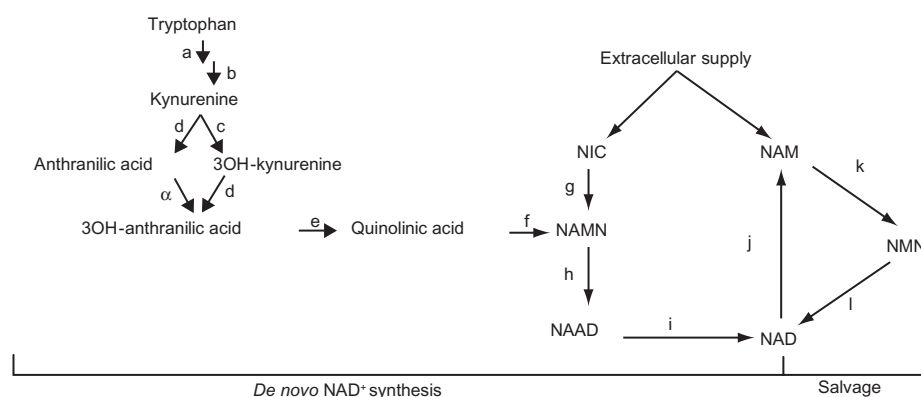 Tryptophan
a
b
Kynurenine
d c
Anthranilic acid 3OH-kynurenine
α d
3OH-anthranilic acid e Quinolinic acid f NAMN
Extracellular supply
NIC NAM
g k
h j NMN
l
NAAD i NAD
De novo NAD⁺ synthesis Salvage